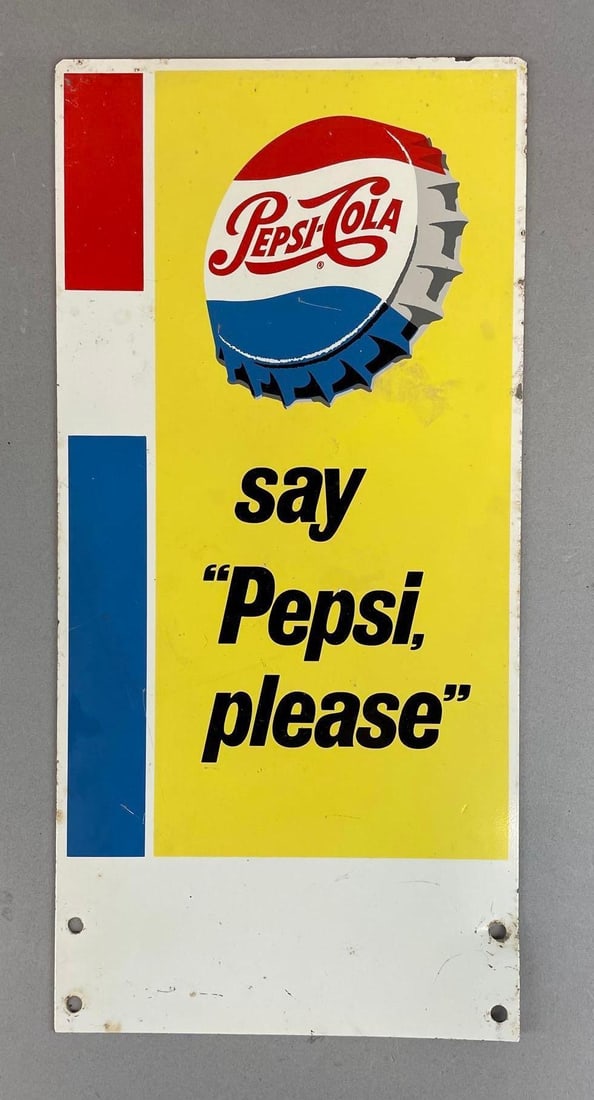 PEPSI-COLA
®
say
“Pepsi,
please”